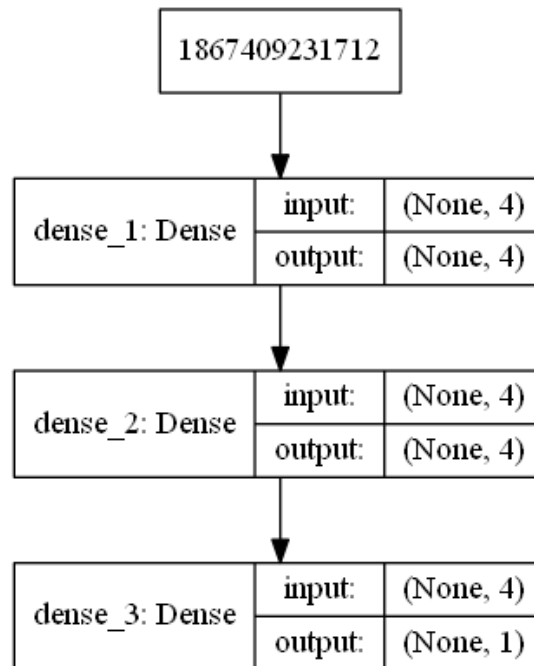 1867409231712
dense_1: Dense
input:
(None, 4)
output:
(None, 4)
dense_2: Dense
input:
(None, 4)
output:
(None, 4)
dense_3: Dense
input:
(None, 4)
output:
(None, 1)